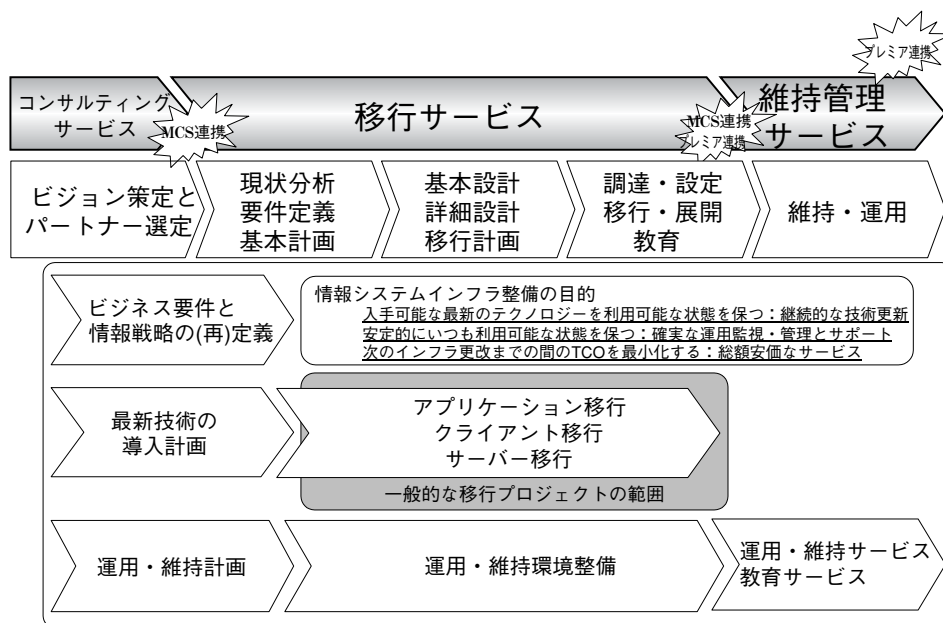 プレミア連携
コンサルティング
サービス
MCS連携
移行サービス
MCS連携
プレミア連携
維持管理
サービス
ビジョン策定と
パートナー選定
現状分析
要件定義
基本計画
基本設計
詳細設計
移行計画
調達・設定
移行・展開
教育
維持・運用
ビジネス要件と
情報戦略の(再)定義
情報システムインフラ整備の目的
入手可能な最新のテクノロジーを利用可能な状態を保つ：継続的な技術更新
安定的にいつも利用可能な状態を保つ：確実な運用監視・管理とサポート
次のインフラ更改までの間のTCOを最小化する：総額安価なサービス
最新技術の
導入計画
アプリケーション移行
クライアント移行
サーバー移行
一般的な移行プロジェクトの範囲
運用・維持計画
運用・維持環境整備
運用・維持サービス
教育サービス